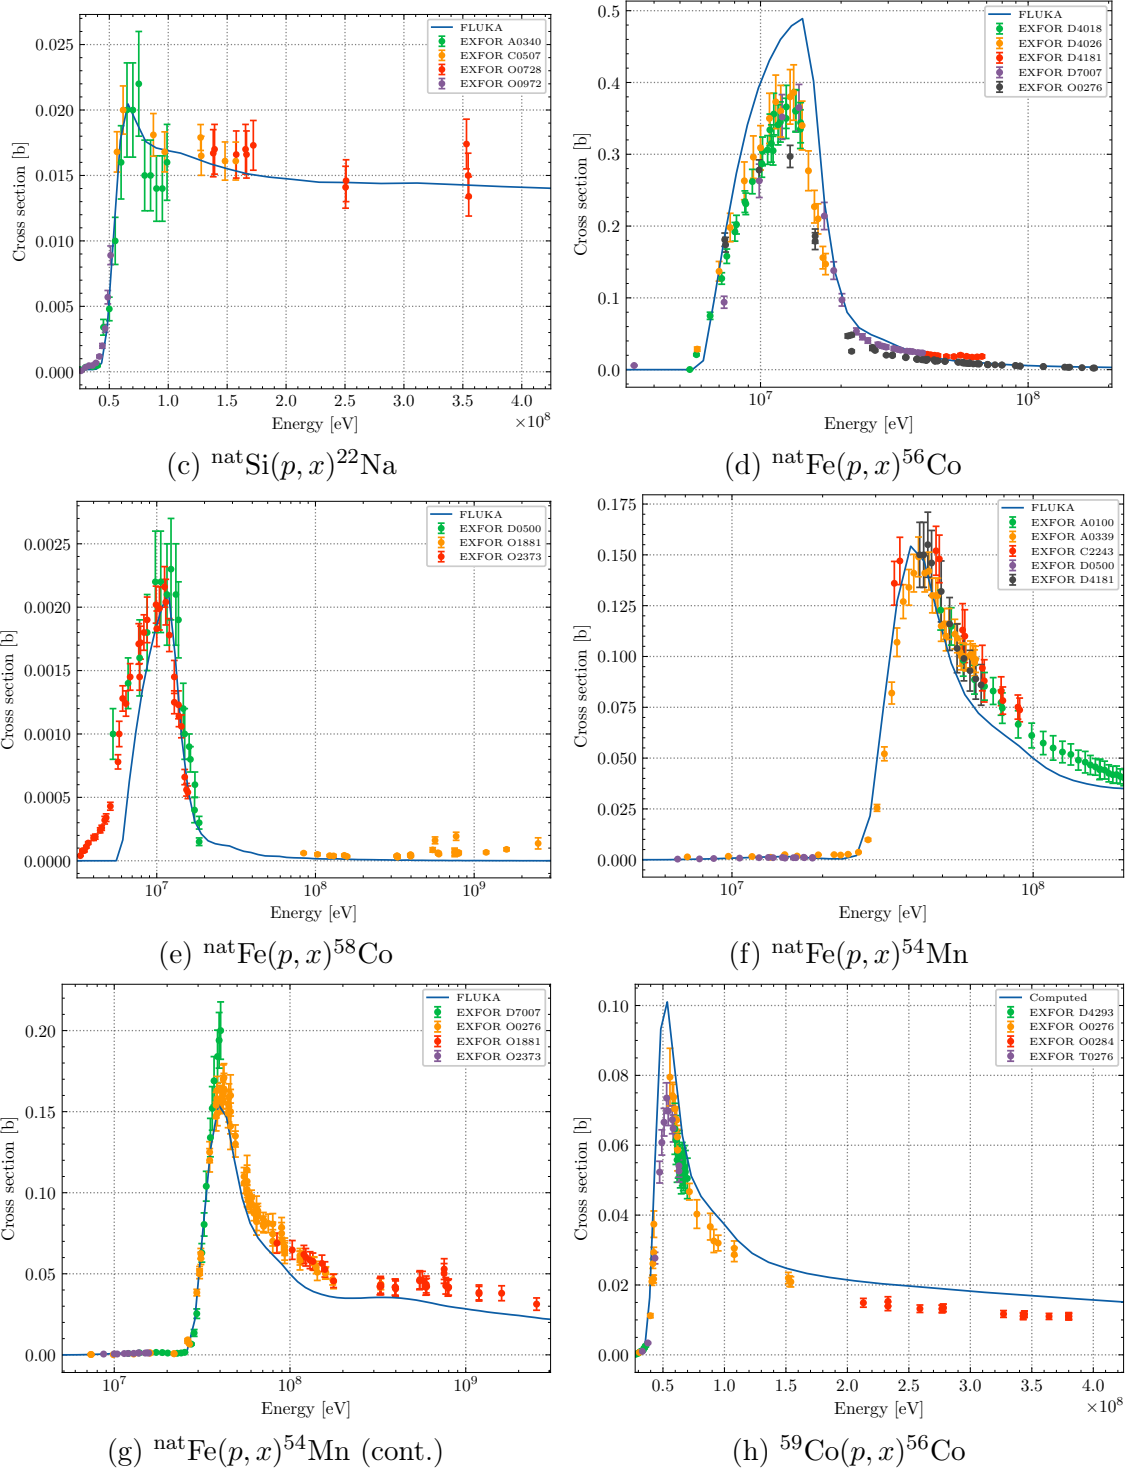 FLUKA
EXFOR A0340
EXFOR C0507
EXFOR O0728
EXFOR O0972
0.025
0.020
0.015
0.010
0.005
0.000
Cross section [b]
0.5 1.0 1.5 2.0 2.5 3.0 3.5 4.0
Energy [eV]
×10⁸
(c) ⁿᵃᵗSi(p, x)²²Na
FLUKA
EXFOR D4018
EXFOR D4026
EXFOR D4181
EXFOR D7007
EXFOR O0276
0.5
0.4
0.3
0.2
0.1
0.0
Cross section [b]
10⁷ 10⁸
Energy [eV]
(d) ⁿᵃᵗFe(p, x)⁵⁶Co
FLUKA
EXFOR D0500
EXFOR O1881
EXFOR O2373
0.0025
0.0020
0.0015
0.0010
0.0005
0.0000
Cross section [b]
10⁷ 10⁸ 10⁹
Energy [eV]
(e) ⁿᵃᵗFe(p, x)⁵⁸Co
FLUKA
EXFOR A0100
EXFOR A0339
EXFOR C2243
EXFOR D0500
EXFOR D4181
0.175
0.150
0.125
0.100
0.075
0.050
0.025
0.000
Cross section [b]
10⁷ 10⁸
Energy [eV]
(f) ⁿᵃᵗFe(p, x)⁵⁴Mn
FLUKA
EXFOR D7007
EXFOR O0276
EXFOR O1881
EXFOR O2373
0.20
0.15
0.10
0.05
0.00
Cross section [b]
10⁷ 10⁸ 10⁹
Energy [eV]
(g) ⁿᵃᵗFe(p, x)⁵⁴Mn (cont.)
Computed
EXFOR D4293
EXFOR O0276
EXFOR O0284
EXFOR T0276
0.10
0.08
0.06
0.04
0.02
0.00
Cross section [b]
0.5 1.0 1.5 2.0 2.5 3.0 3.5 4.0
Energy [eV]
×10⁸
(h) ⁵⁹Co(p, x)⁵⁶Co